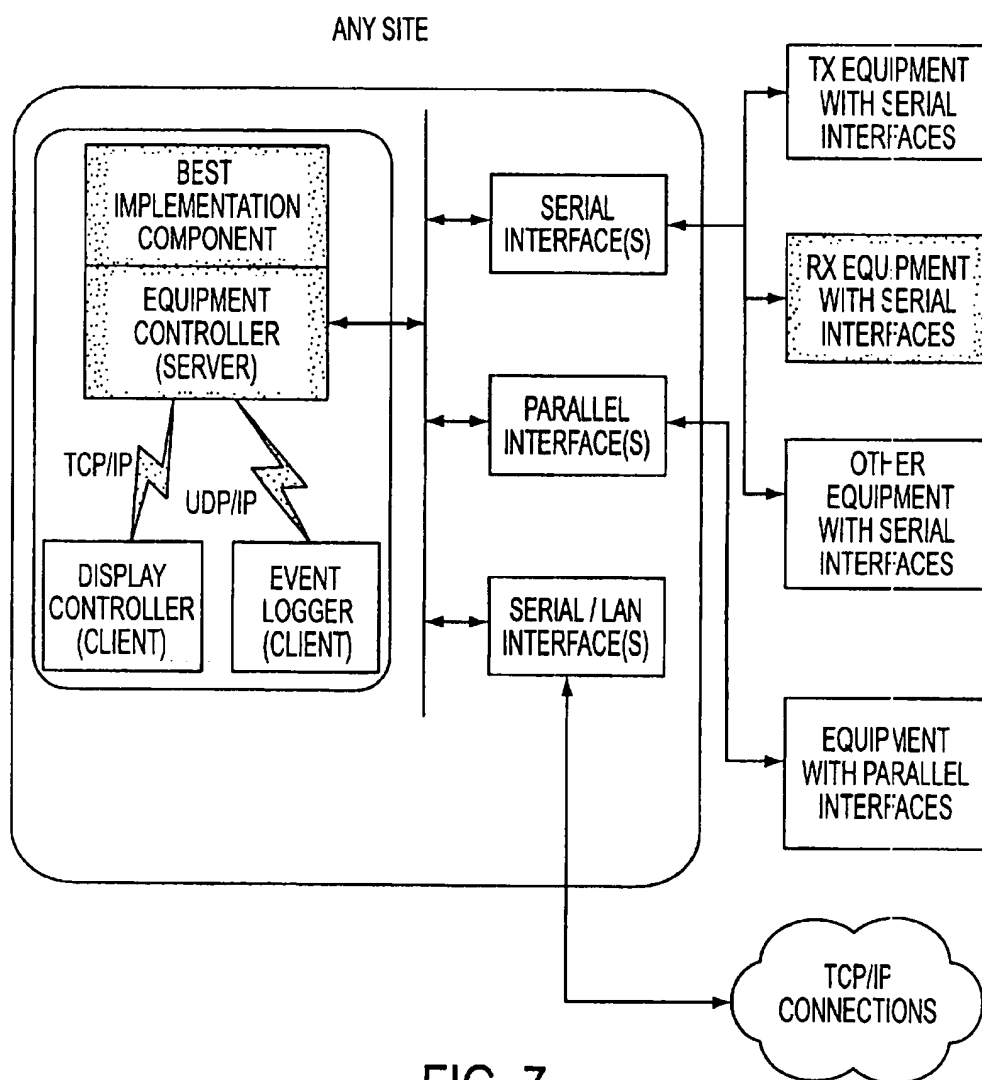 ANY SITE
BEST
IMPLEMENTATION
COMPONENT
EQUIPMENT
CONTROLLER
(SERVER)
TCP/IP
UDP/IP
DISPLAY
CONTROLLER
(CLIENT)
EVENT
LOGGER
(CLIENT)
SERIAL
INTERFACE(S)
PARALLEL
INTERFACE(S)
SERIAL / LAN
INTERFACE(S)
TX EQUIPMENT
WITH SERIAL
INTERFACES
RX EQUIPMENT
WITH SERIAL
INTERFACES
OTHER
EQUIPMENT
WITH SERIAL
INTERFACES
EQUIPMENT
WITH PARALLEL
INTERFACES
TCP/IP
CONNECTIONS
FIG. 7